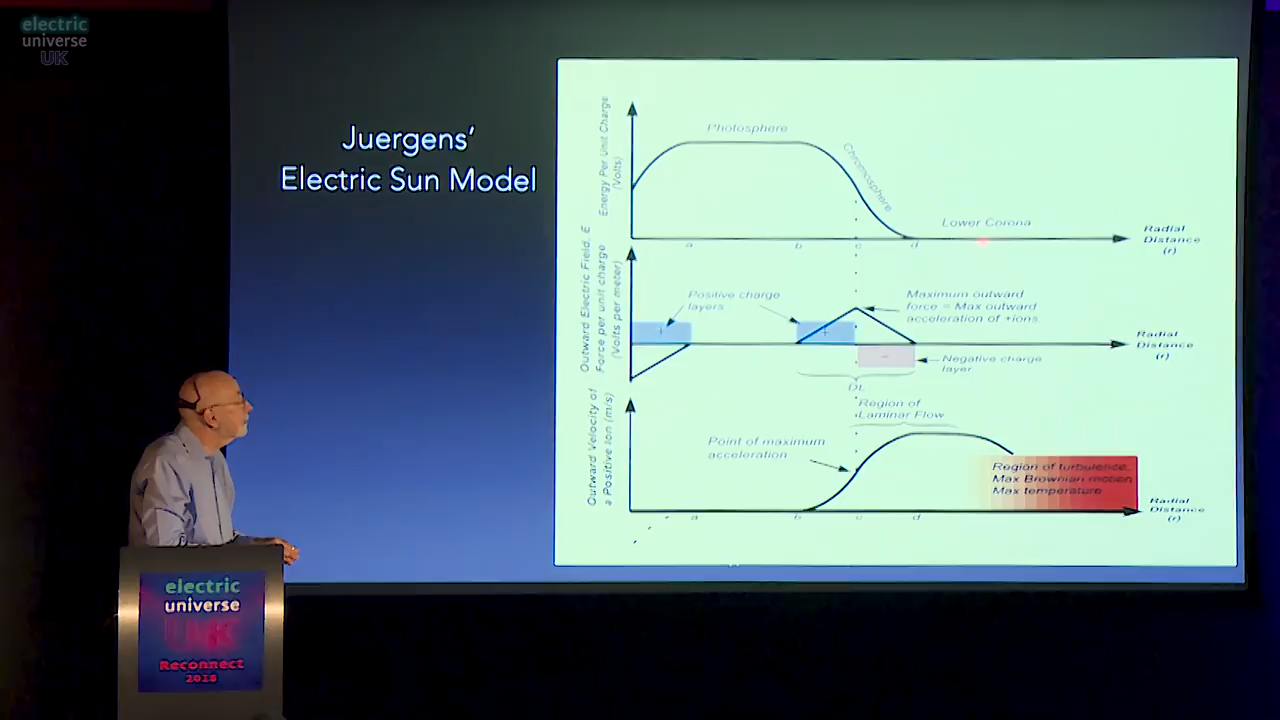 electric
universe
UK
Juergens'
Electric Sun Model
Energy Per Unit Charge
(Volts)
Photosphere
Chromosphere
Lower Corona
a
b
c
d
Radial
Distance
(r)
Outward Electric Field, E
Force per unit charge
(Volts per meter)
Positive charge
layers
+
+
Maximum outward
force = Max outward
acceleration of +ions.
-
Negative charge
layer
DL
Radial
Distance
(r)
Outward Velocity of
a Positive Ion (m/s)
Region of
Laminar Flow
Point of maximum
acceleration
Region of turbulence,
Max Brownian motion
Max temperature
a
b
c
d
Radial
Distance
(r)
electric
universe
UK
Reconnect
2018